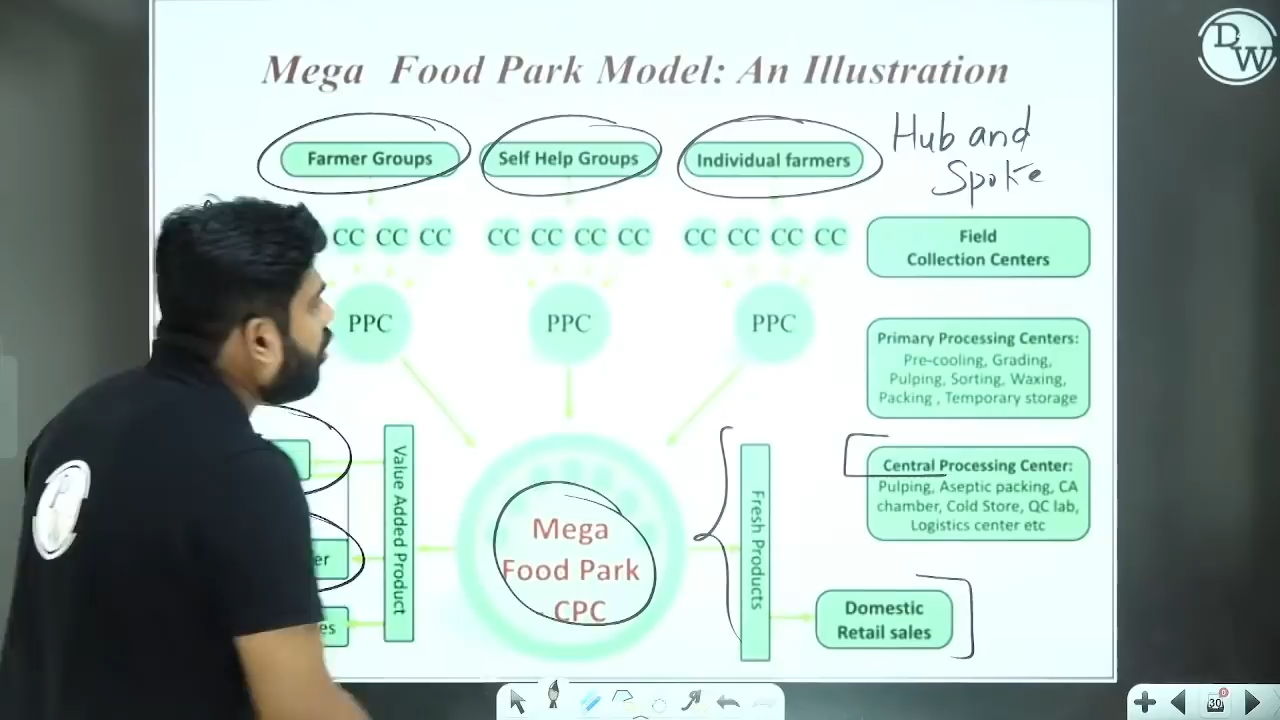 D
W
Mega Food Park Model: An Illustration
Hub and
Spoke
Farmer Groups
Self Help Groups
Individual farmers
CC CC CC
CC CC CC CC
CC CC CC CC
Field
Collection Centers
PPC
PPC
PPC
Primary Processing Centers:
Pre-cooling, Grading,
Pulping, Sorting, Waxing,
Packing , Temporary storage
Value Added Product
Mega
Food Park
CPC
Fresh Products
Central Processing Center:
Pulping, Aseptic packing, CA
chamber, Cold Store, QC lab,
Logistics center etc
er
es
Domestic
Retail sales
30